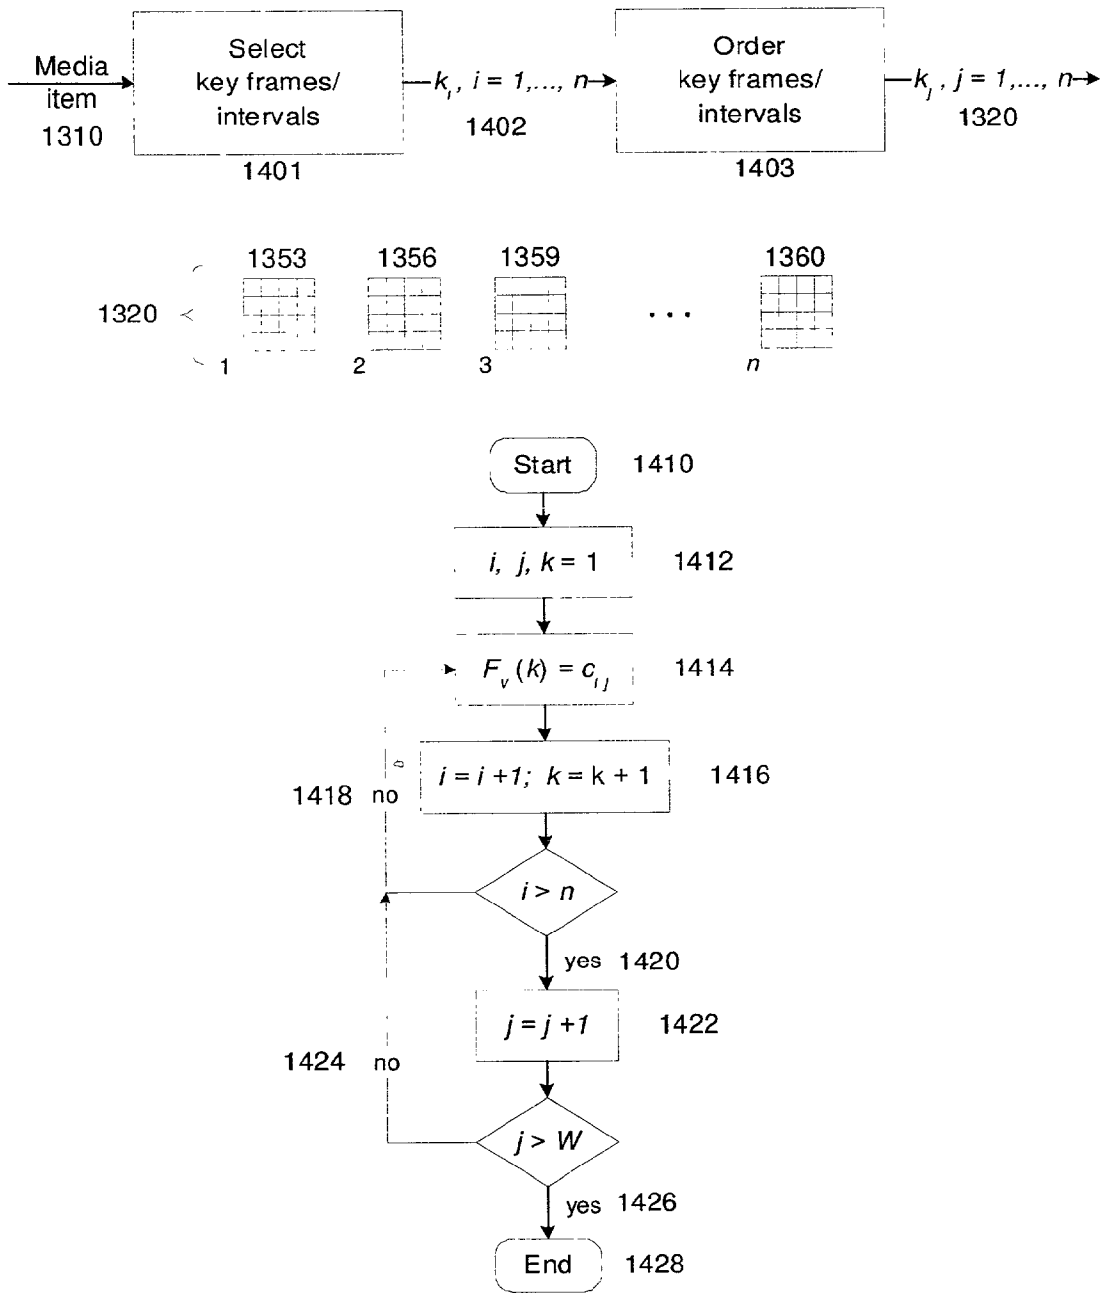 Media
item
1310
Select
key frames/
intervals
1401
k_i , i = 1,..., n
1402
Order
key frames/
intervals
1403
k_j , j = 1,..., n
1320
1353 1356 1359 1360
1320
1 2 3 ... n
Start 1410
i, j, k = 1 1412
F_v (k) = c_ij 1414
i = i +1; k = k + 1 1416
1418 no
i > n
yes 1420
j = j +1 1422
1424 no
j > W
yes 1426
End 1428